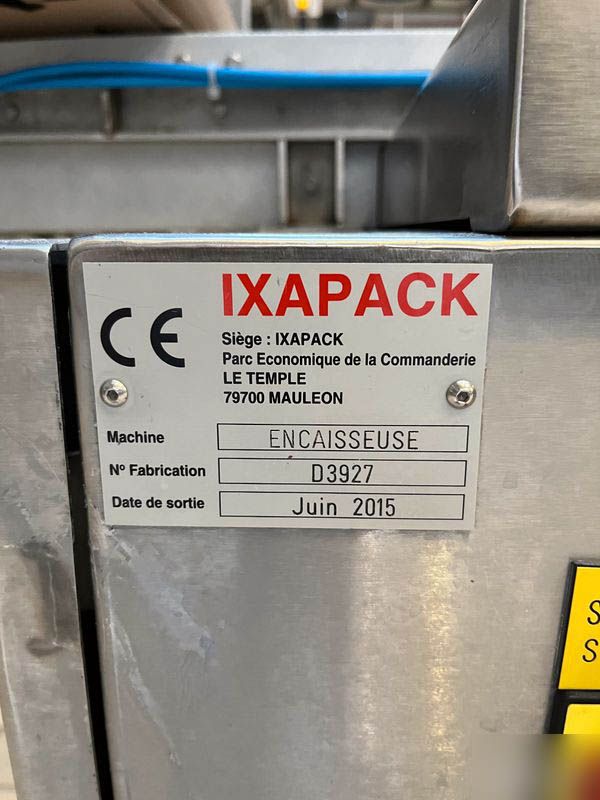 IXAPACK
CE
Siège : IXAPACK
Parc Economique de la Commanderie
LE TEMPLE
79700 MAULEON
Machine ENCAISSEUSE
Nº Fabrication D3927
Date de sortie Juin 2015
S
S